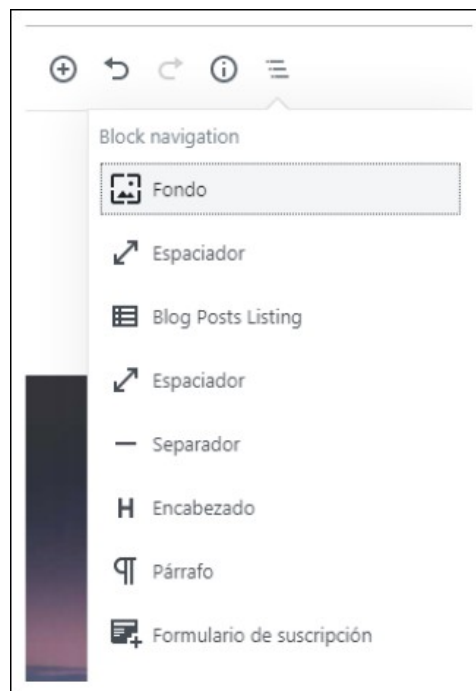 Block navigation
Fondo
Espaciador
Blog Posts Listing
Espaciador
Separador
H Encabezado
Párrafo
Formulario de suscripción